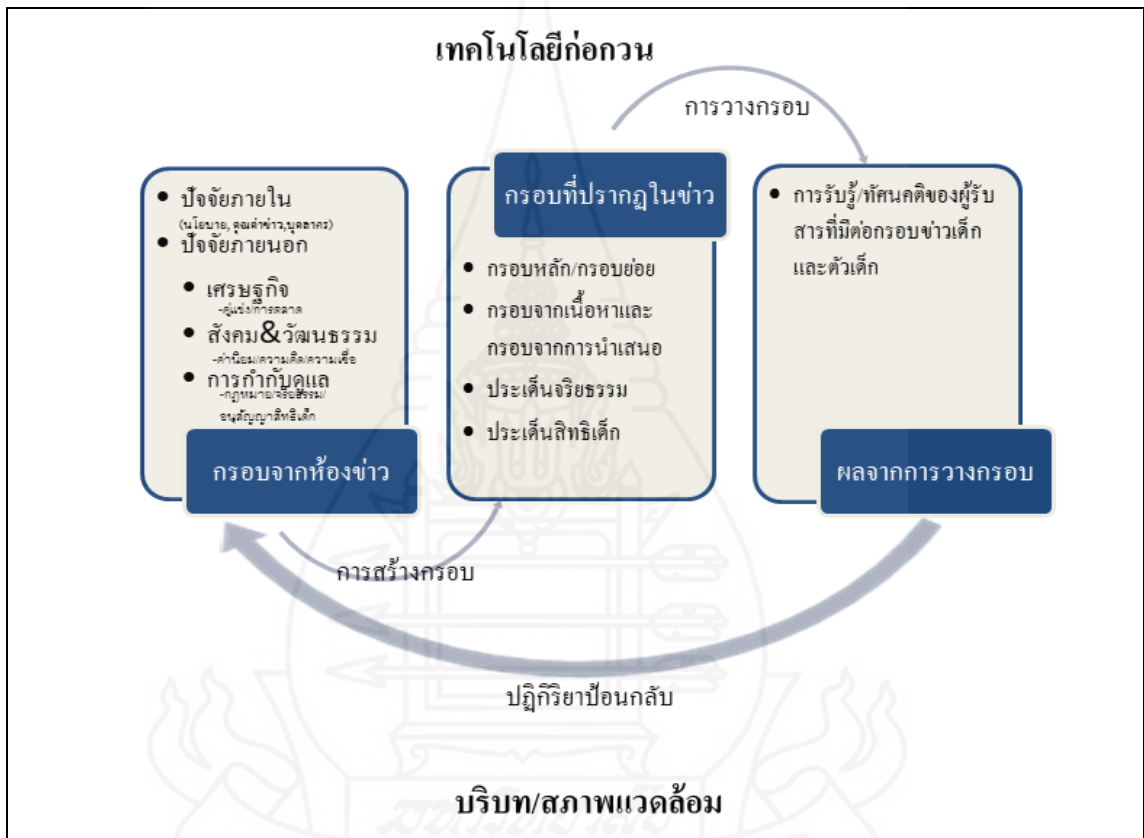 เทคโนโลยีก่อกวน
การวางกรอบ
ปัจจัยภายใน
(นโยบาย, คุณค่าข่าว,บุคลากร)
ปัจจัยภายนอก
เศรษฐกิจ
-คู่แข่ง/การตลาด
สังคม&วัฒนธรรม
-ค่านิยม/ความคิด/ความเชื่อ
การกำกับดูแล
-กฎหมาย/จริยธรรม/
อนุสัญญาสิทธิเด็ก
กรอบจากห้องข่าว
กรอบที่ปรากฏในข่าว
กรอบหลัก/กรอบย่อย
กรอบจากเนื้อหาและ
กรอบจากการนำเสนอ
ประเด็นจริยธรรม
ประเด็นสิทธิเด็ก
การรับรู้/ทัศนคติของผู้รับ
สารที่มีต่อกรอบข่าวเด็ก
และตัวเด็ก
ผลจากการวางกรอบ
การสร้างกรอบ
ปฏิกิริยาป้อนกลับ
บริบท/สภาพแวดล้อม